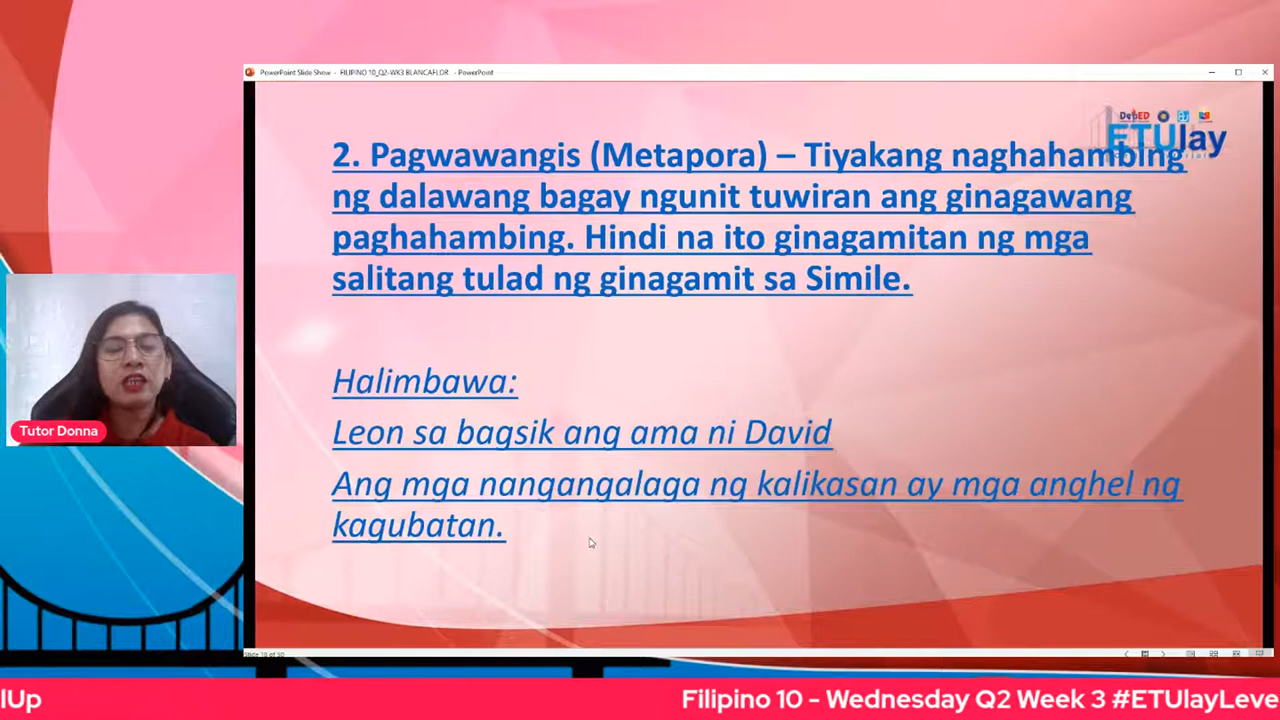 PowerPoint Slide Show - FILIPINO 10_Q2-WK3 BLANCAFLOR - PowerPoint
DepED
ETUlay
2. Pagwawangis (Metapora) – Tiyakang naghahambing
ng dalawang bagay ngunit tuwiran ang ginagawang
paghahambing. Hindi na ito ginagamitan ng mga
salitang tulad ng ginagamit sa Simile.
Halimbawa:
Leon sa bagsik ang ama ni David
Ang mga nangangalaga ng kalikasan ay mga anghel ng
kagubatan.
Tutor Donna
lUp
Filipino 10 - Wednesday Q2 Week 3 #ETUlayLeve